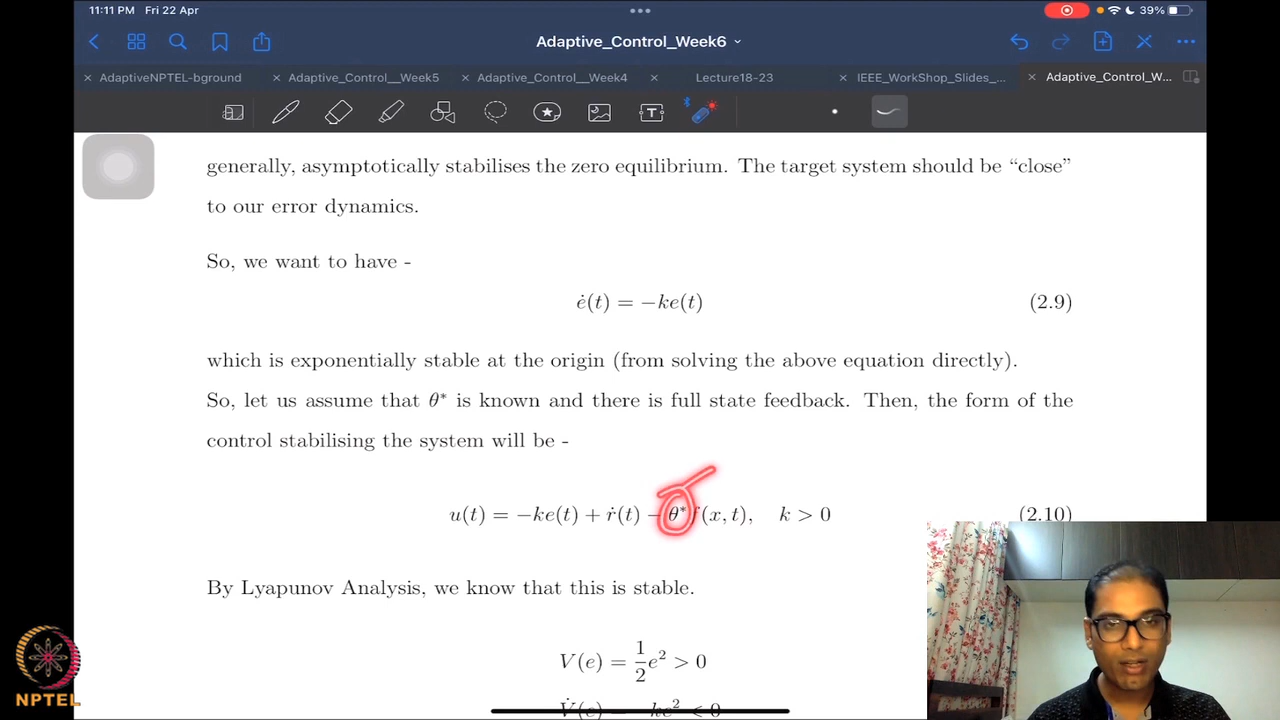 11:11 PM Fri 22 Apr
39%
Adaptive_Control_Week6
AdaptiveNPTEL-bground
Adaptive_Control__Week5
Adaptive_Control__Week4
Lecture18-23
IEEE_WorkShop_Slides_...
Adaptive_Control_W...
generally, asymptotically stabilises the zero equilibrium. The target system should be “close”
to our error dynamics.
So, we want to have -
ė(t) = −ke(t) (2.9)
which is exponentially stable at the origin (from solving the above equation directly).
So, let us assume that θ* is known and there is full state feedback. Then, the form of the
control stabilising the system will be -
u(t) = −ke(t) + ṙ(t) − θ*f(x, t), k > 0 (2.10)
By Lyapunov Analysis, we know that this is stable.
V(e) = 1/2 e² > 0
NPTEL